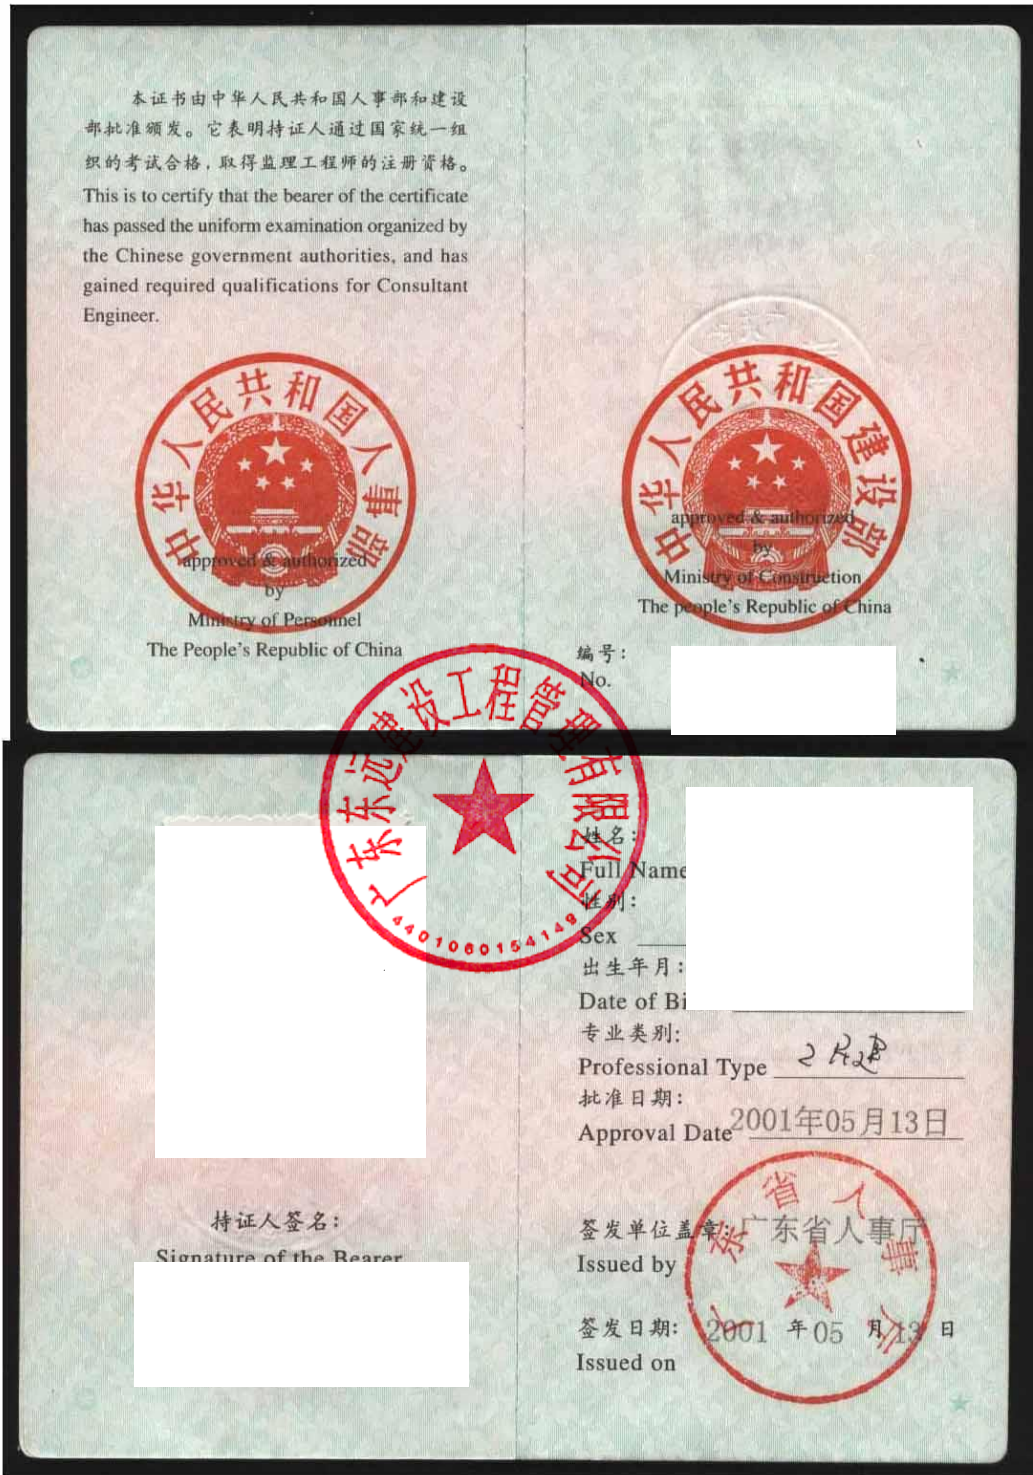 本证书由中华人民共和国人事部和建设
部批准颁发。它表明持证人通过国家统一组
织的考试合格，取得监理工程师的注册资格。
This is to certify that the bearer of the certificate
has passed the uniform examination organized by
the Chinese government authorities, and has
gained required qualifications for Consultant
Engineer.
中华人民共和国人事部
approved & authorized
by
Ministry of Personnel
The People's Republic of China
中华人民共和国建设部
approved & authorized
by
Ministry of Construction
The people's Republic of China
编号：
No.
广东东远建设工程管理有限公司
4401060154149
持证人签名：
Signature of the Bearer
姓名：
Full Name
性别：
Sex
出生年月：
Date of Bi
专业类别：
Professional Type
批准日期：
Approval Date 2001年05月13日
签发单位盖章：广东省人事厅
Issued by
广东省人事厅
签发日期： 2001 年 05 月 13 日
Issued on